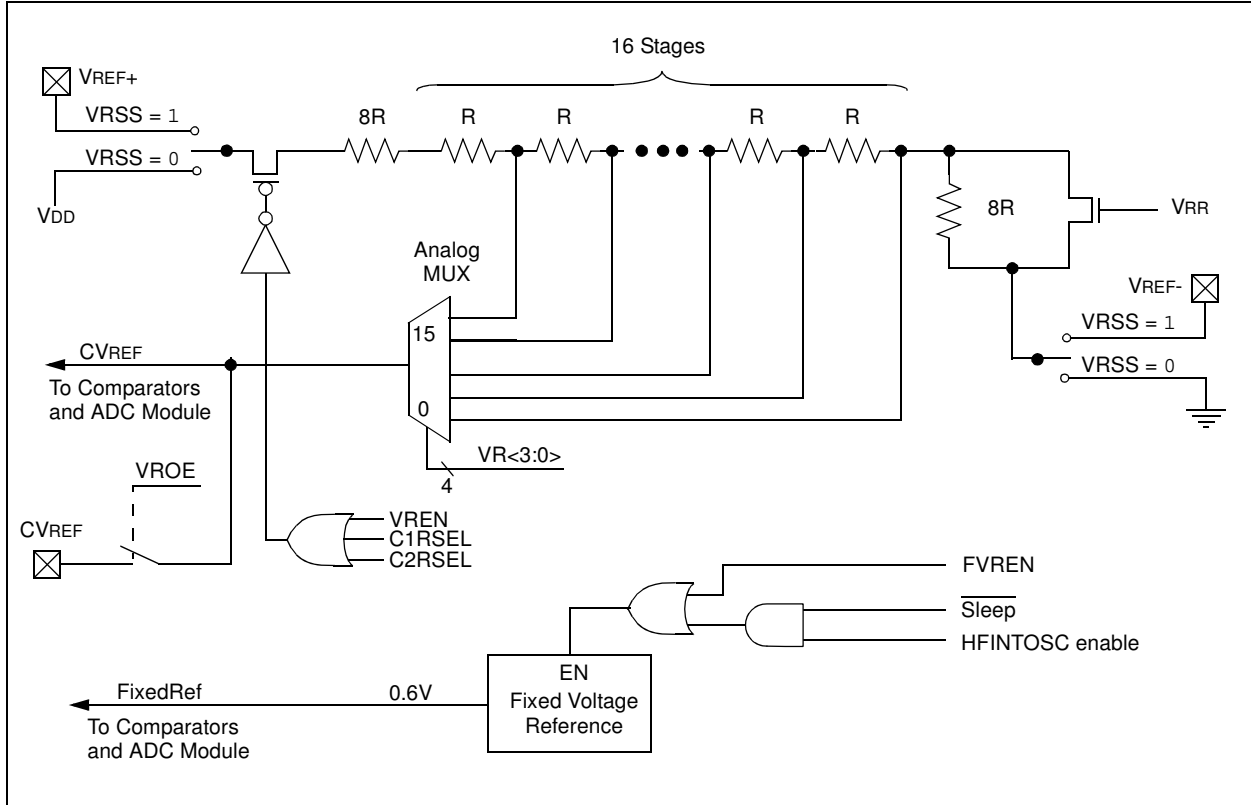 16 Stages
VREF+
VRSS = 1
VRSS = 0
VDD
8R
R
R
R
R
8R
VRR
VREF-
VRSS = 1
VRSS = 0
Analog
MUX
15
0
CVREF
To Comparators
and ADC Module
VR<3:0>
4
VROE
CVREF
VREN
C1RSEL
C2RSEL
FVREN
Sleep
HFINTOSC enable
EN
Fixed Voltage
Reference
FixedRef
0.6V
To Comparators
and ADC Module